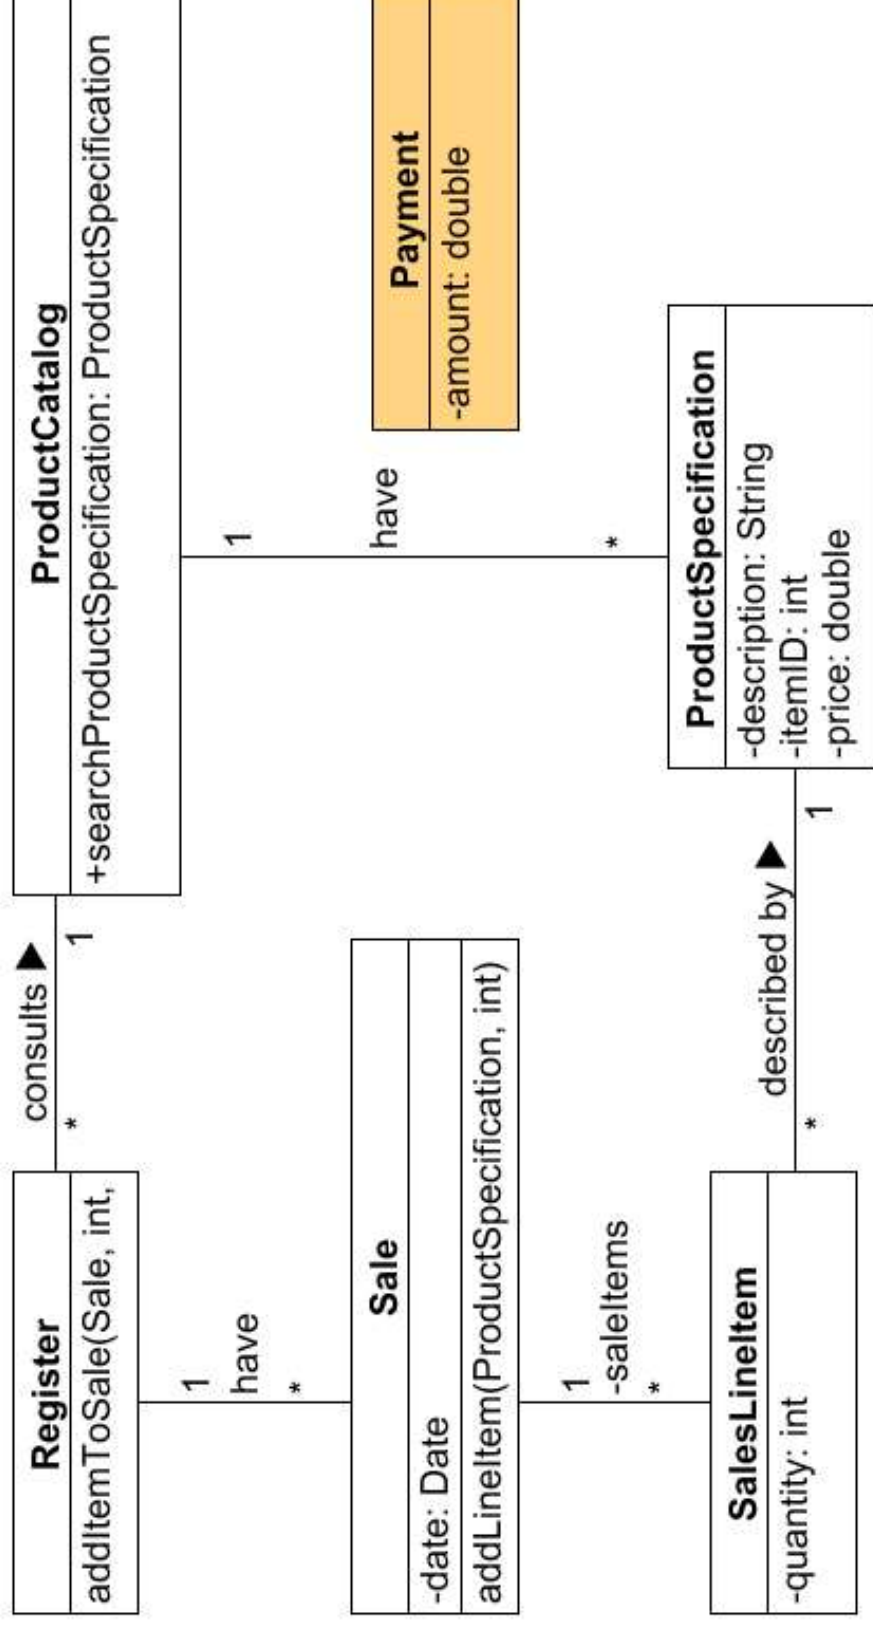 Register
addItemToSale(Sale, int,
consults ▶
*
1
ProductCatalog
+searchProductSpecification: ProductSpecification
1
have
*
1
have
*
Sale
-date: Date
addLineItem(ProductSpecification, int)
Payment
-amount: double
1
-saleItems
*
SalesLineItem
-quantity: int
described by ▶
*
1
ProductSpecification
-description: String
-itemID: int
-price: double